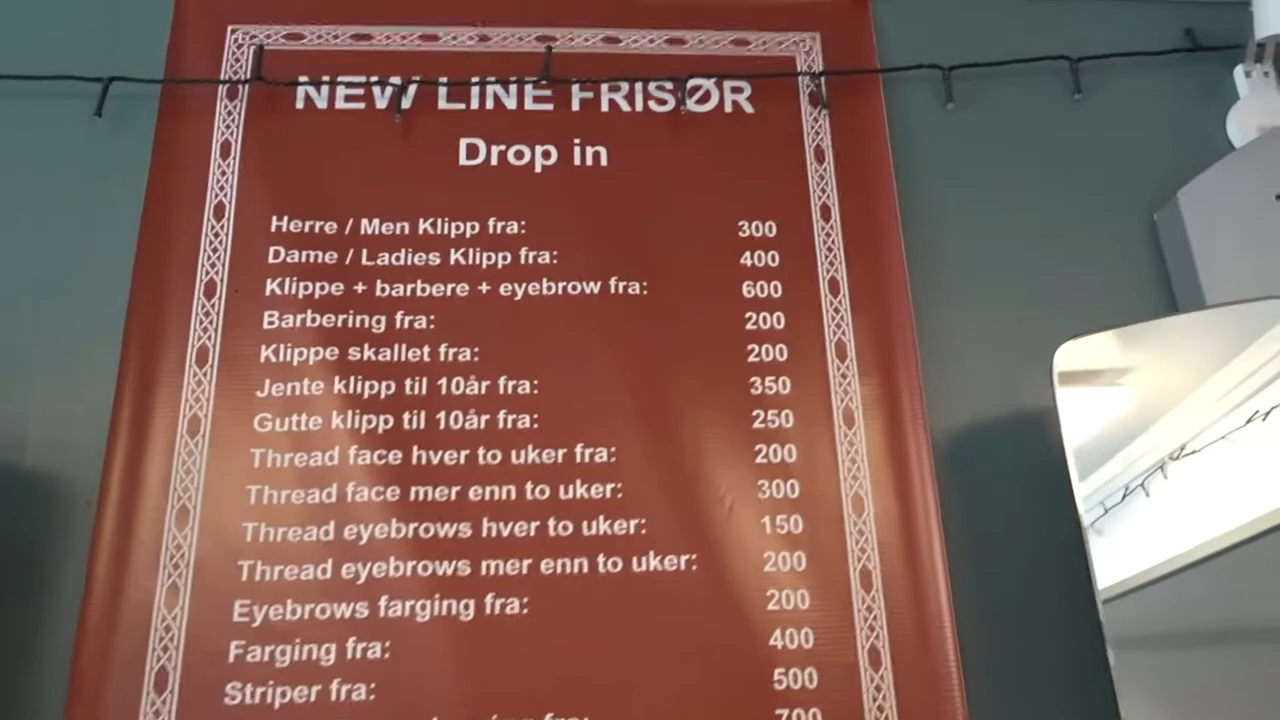 NEW LINE FRISØR
Drop in
Herre / Men Klipp fra: 300
Dame / Ladies Klipp fra: 400
Klippe + barbere + eyebrow fra: 600
Barbering fra: 200
Klippe skallet fra: 200
Jente klipp til 10år fra: 350
Gutte klipp til 10år fra: 250
Thread face hver to uker fra: 200
Thread face mer enn to uker: 300
Thread eyebrows hver to uker: 150
Thread eyebrows mer enn to uker: 200
Eyebrows farging fra: 200
Farging fra: 400
Striper fra: 500
fra: 700